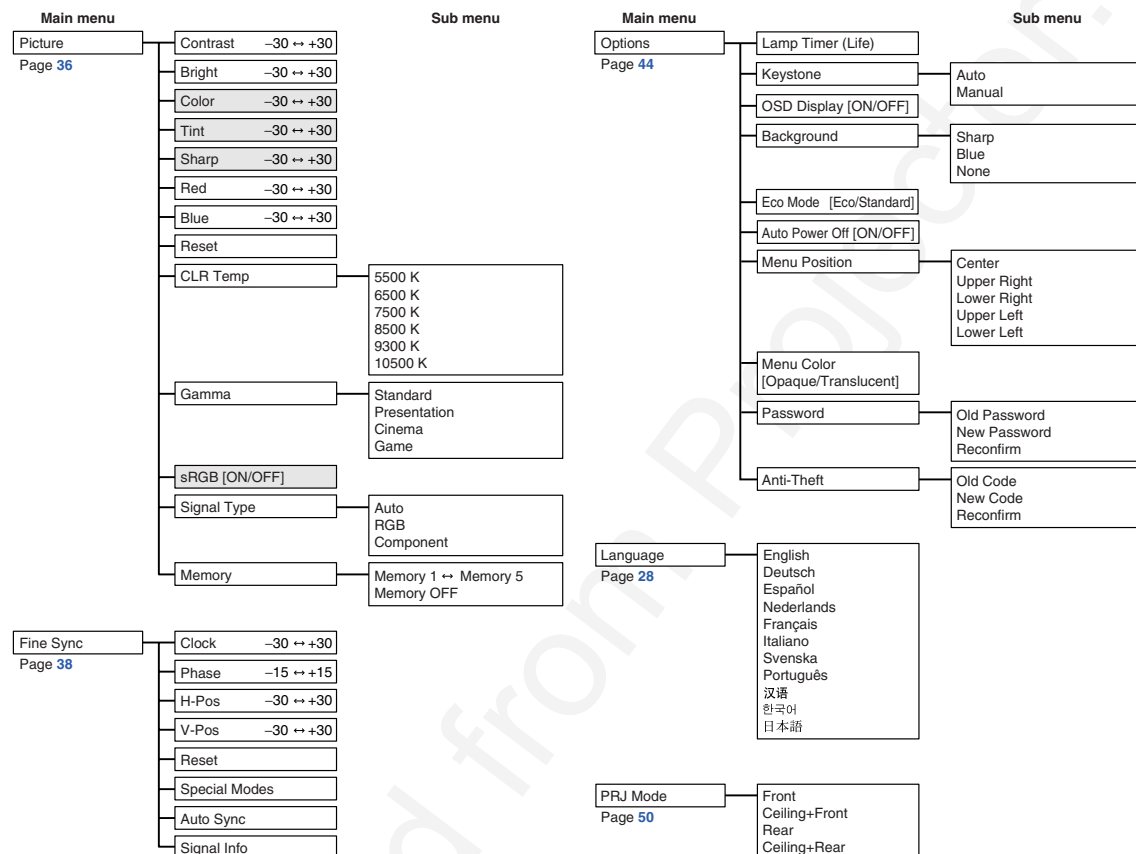 Main menu
Sub menu
Picture
Page 36
Contrast −30 ↔ +30
Bright −30 ↔ +30
Color −30 ↔ +30
Tint −30 ↔ +30
Sharp −30 ↔ +30
Red −30 ↔ +30
Blue −30 ↔ +30
Reset
CLR Temp
5500 K
6500 K
7500 K
8500 K
9300 K
10500 K
Gamma
Standard
Presentation
Cinema
Game
sRGB [ON/OFF]
Signal Type
Auto
RGB
Component
Memory
Memory 1 ↔ Memory 5
Memory OFF
Fine Sync
Page 38
Clock −30 ↔ +30
Phase −15 ↔ +15
H-Pos −30 ↔ +30
V-Pos −30 ↔ +30
Reset
Special Modes
Auto Sync
Signal Info
Main menu
Sub menu
Options
Page 44
Lamp Timer (Life)
Keystone
Auto
Manual
OSD Display [ON/OFF]
Background
Sharp
Blue
None
Eco Mode [Eco/Standard]
Auto Power Off [ON/OFF]
Menu Position
Center
Upper Right
Lower Right
Upper Left
Lower Left
Menu Color
[Opaque/Translucent]
Password
Old Password
New Password
Reconfirm
Anti-Theft
Old Code
New Code
Reconfirm
Language
Page 28
English
Deutsch
Español
Nederlands
Français
Italiano
Svenska
Português
汉语
한국어
日本語
PRJ Mode
Page 50
Front
Ceiling+Front
Rear
Ceiling+Rear
d from Projector.